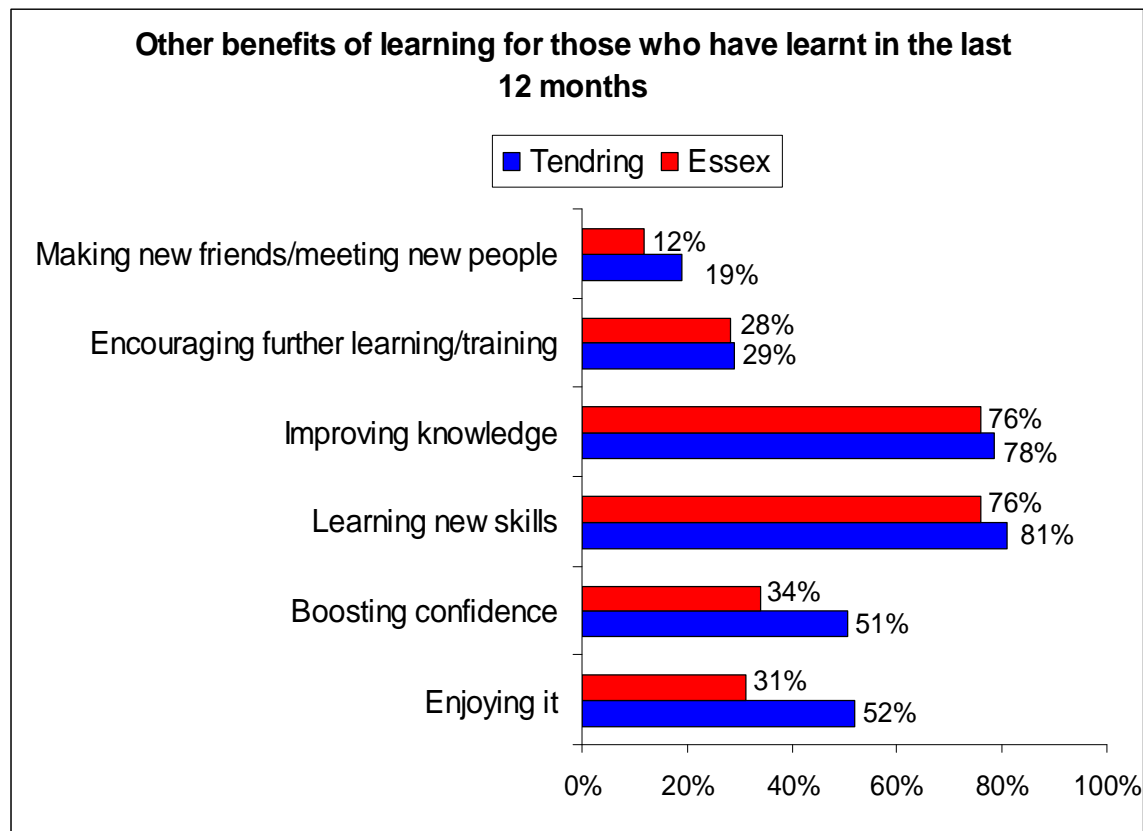 Other benefits of learning for those who have learnt in the last
12 months
Tendring Essex
Making new friends/meeting new people
12%
19%
Encouraging further learning/training
28%
29%
Improving knowledge
76%
78%
Learning new skills
76%
81%
Boosting confidence
34%
51%
Enjoying it
31%
52%
0% 20% 40% 60% 80% 100%